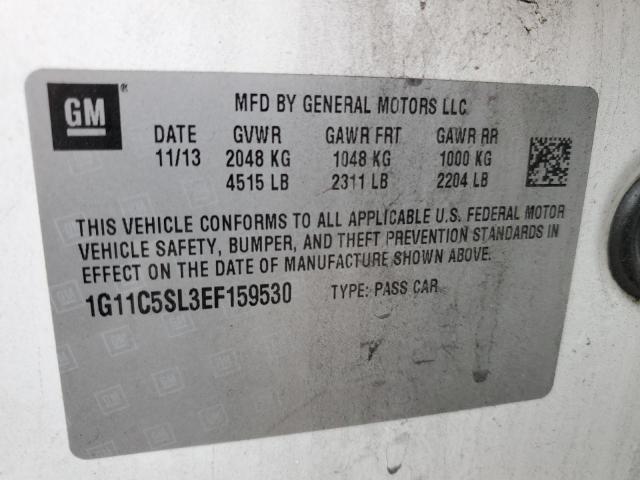 GM ®
MFD BY GENERAL MOTORS LLC
DATE GVWR GAWR FRT GAWR RR
11/13 2048 KG 1048 KG 1000 KG
4515 LB 2311 LB 2204 LB
THIS VEHICLE CONFORMS TO ALL APPLICABLE U.S. FEDERAL MOTOR
VEHICLE SAFETY, BUMPER, AND THEFT PREVENTION STANDARDS IN
EFFECT ON THE DATE OF MANUFACTURE SHOWN ABOVE.
1G11C5SL3EF159530 TYPE: PASS CAR